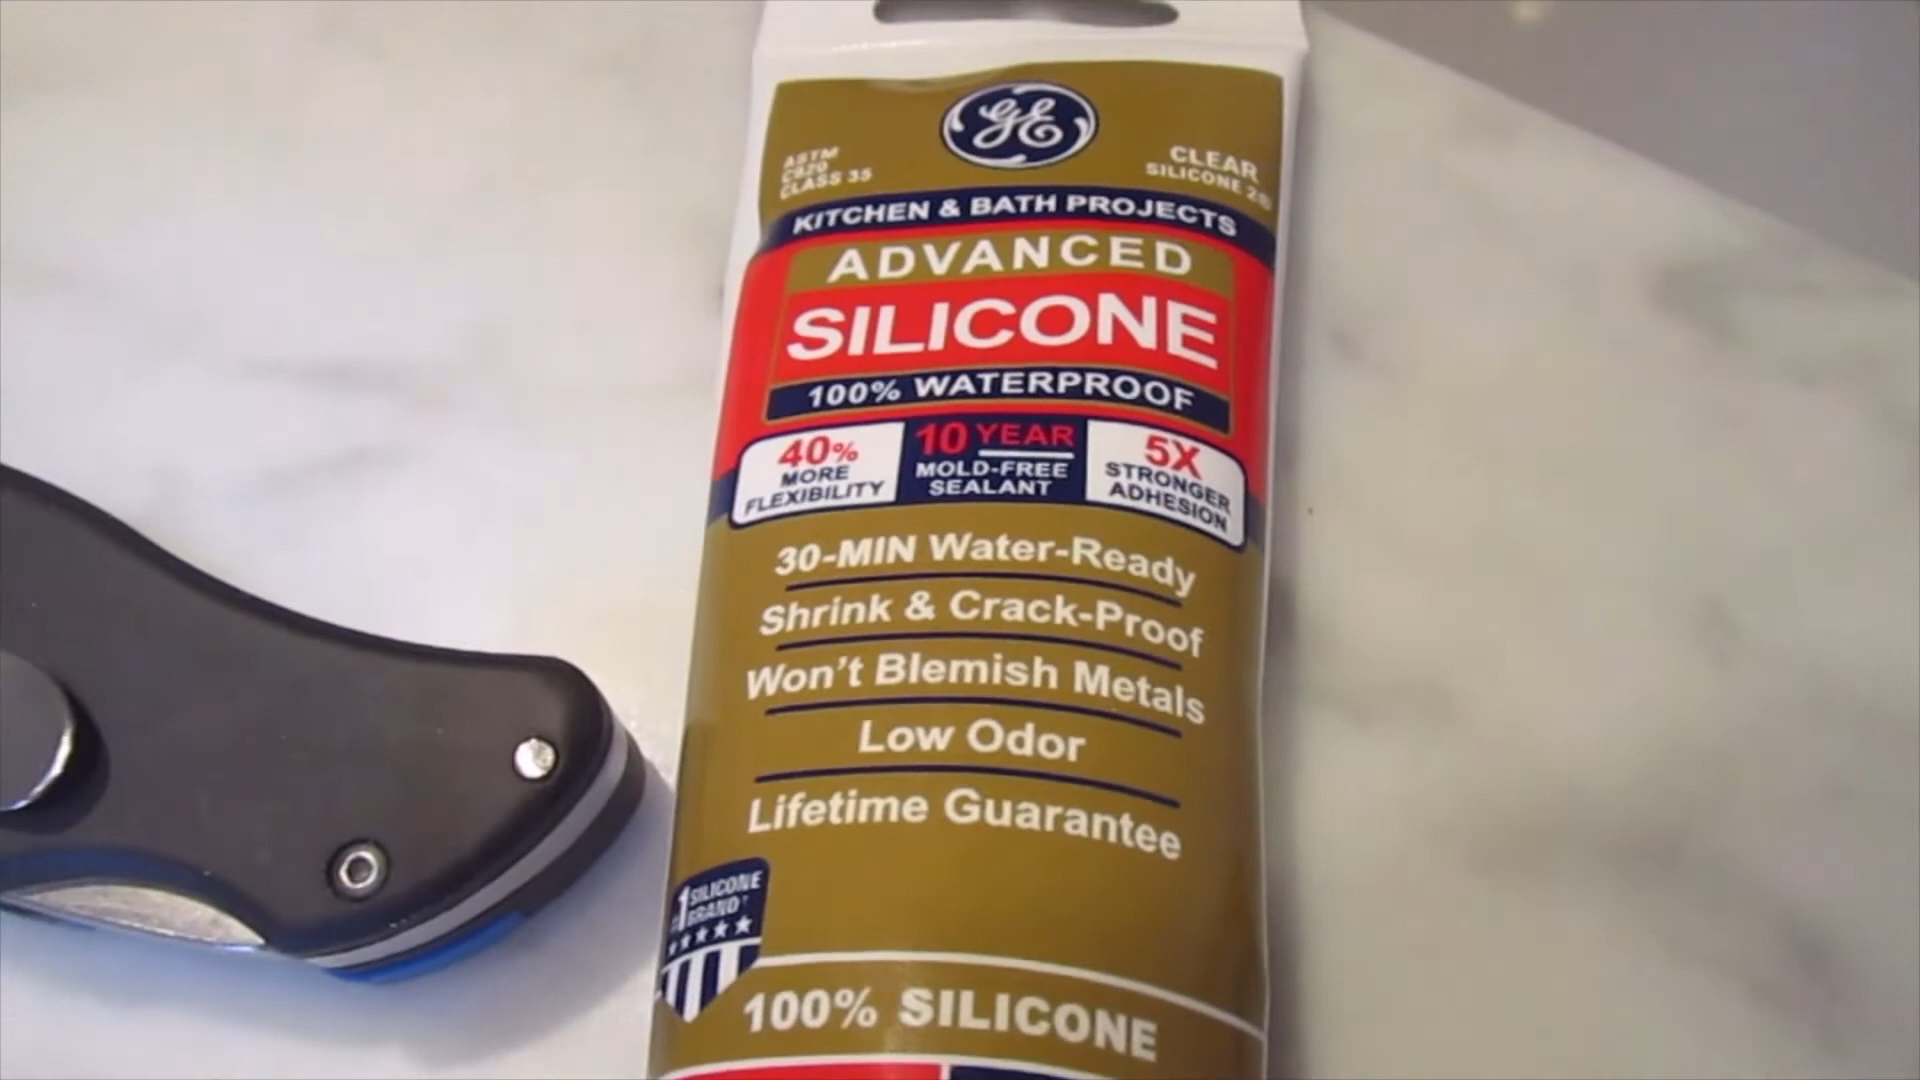 GE
ASTM
C920
CLASS 35
CLEAR
SILICONE 2®
KITCHEN & BATH PROJECTS
ADVANCED
SILICONE
100% WATERPROOF
40%
MORE
FLEXIBILITY
10 YEAR
MOLD-FREE
SEALANT
5X
STRONGER
ADHESION
30-MIN Water-Ready
Shrink & Crack-Proof
Won't Blemish Metals
Low Odor
Lifetime Guarantee
#1 SILICONE
BRAND
100% SILICONE